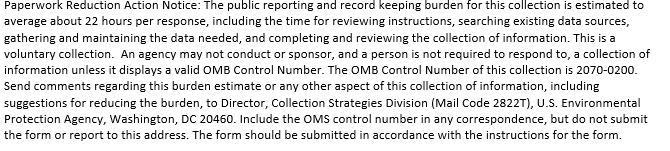 Paperwork Reduction Action Notice: The public reporting and record keeping burden for this collection is estimated to
average about 22 hours per response, including the time for reviewing instructions, searching existing data sources,
gathering and maintaining the data needed, and completing and reviewing the collection of information. This is a
voluntary collection. An agency may not conduct or sponsor, and a person is not required to respond to, a collection of
information unless it displays a valid OMB Control Number. The OMB Control Number of this collection is 2070-0200.
Send comments regarding this burden estimate or any other aspect of this collection of information, including
suggestions for reducing the burden, to Director, Collection Strategies Division (Mail Code 2822T), U.S. Environmental
Protection Agency, Washington, DC 20460. Include the OMS control number in any correspondence, but do not submit
the form or report to this address. The form should be submitted in accordance with the instructions for the form.